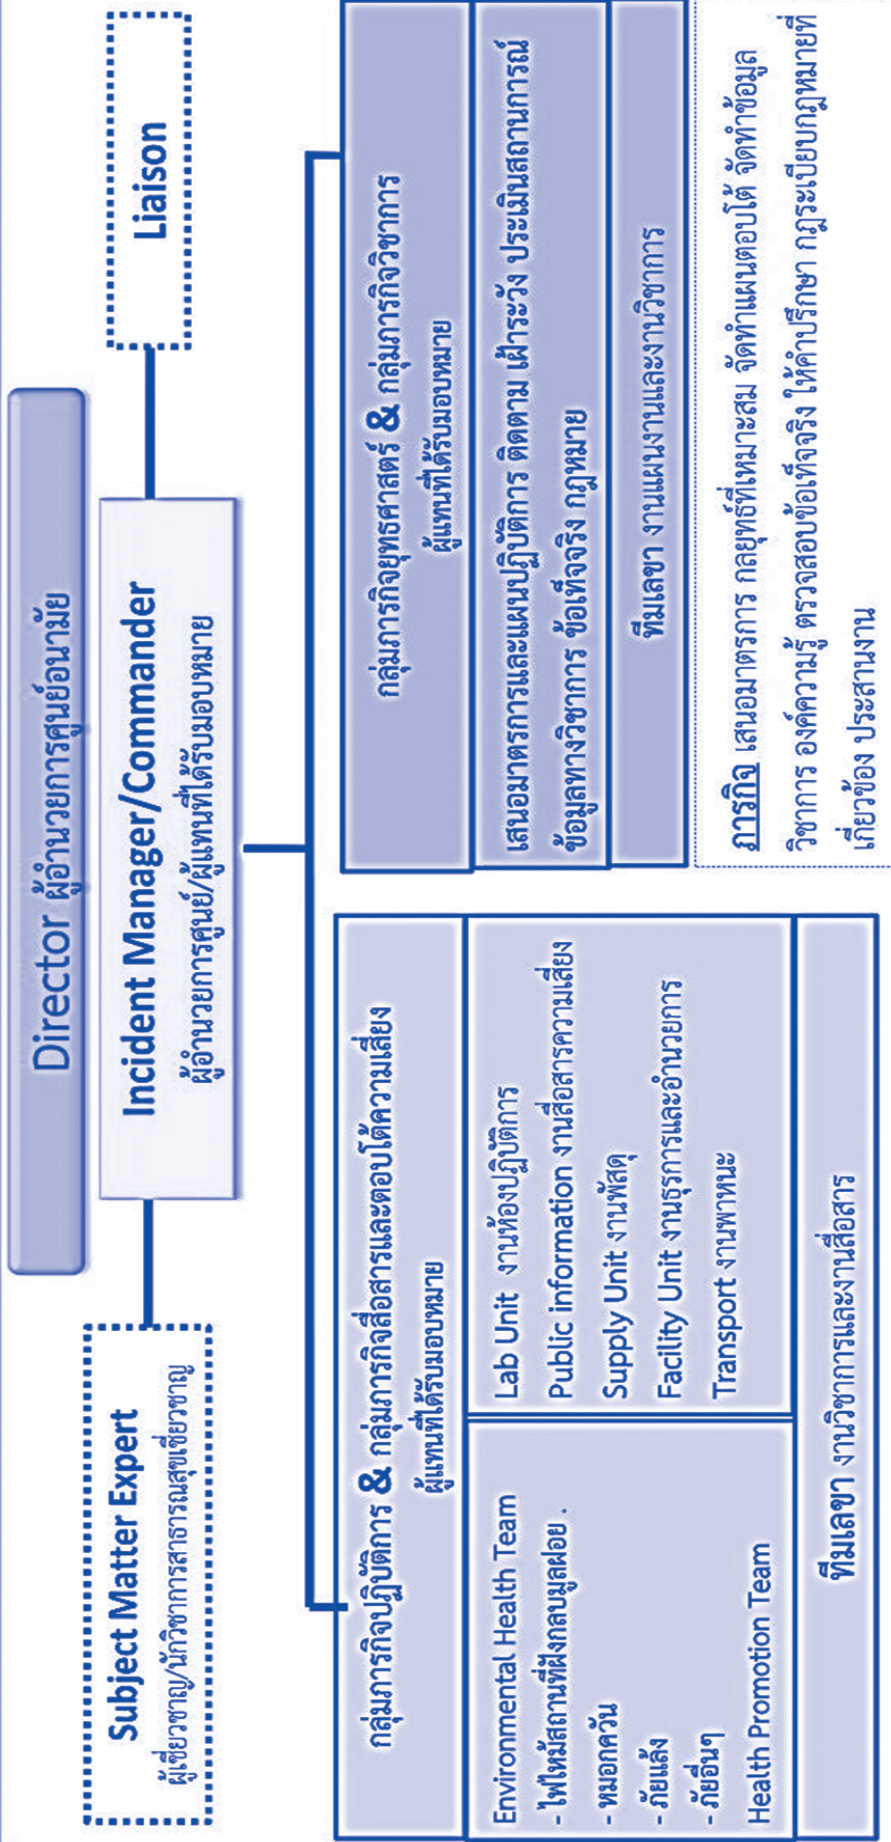 Director ผู้อำนวยการศูนย์อนามัย
Subject Matter Expert
ผู้เชี่ยวชาญ/นักวิชาการสาธารณสุขเชี่ยวชาญ
Incident Manager/Commander
ผู้อำนวยการศูนย์/ผู้แทนที่ได้รับมอบหมาย
Liaison
กลุ่มภารกิจปฏิบัติการ & กลุ่มภารกิจสื่อสารและตอบโต้ความเสี่ยง
ผู้แทนที่ได้รับมอบหมาย
Environmental Health Team
- ไฟไหม้สถานที่ฝังกลบมูลฝอย .
- หมอกควัน
- ภัยแล้ง
- ภัยอื่นๆ
Health Promotion Team
Lab Unit งานห้องปฏิบัติการ
Public information งานสื่อสารความเสี่ยง
Supply Unit งานพัสดุ
Facility Unit งานธุรการและอำนวยการ
Transport งานพาหนะ
ทีมเลขา งานวิชาการและงานสื่อสาร
กลุ่มภารกิจยุทธศาสตร์ & กลุ่มภารกิจวิชาการ
ผู้แทนที่ได้รับมอบหมาย
เสนอมาตรการและแผนปฏิบัติการ ติดตาม เฝ้าระวัง ประเมินสถานการณ์
ข้อมูลทางวิชาการ ข้อเท็จจริง กฎหมาย
ทีมเลขา งานแผนงานและงานวิชาการ
ภารกิจ เสนอมาตรการ กลยุทธ์ที่เหมาะสม จัดทำแผนตอบโต้ จัดทำข้อมูล
วิชาการ องค์ความรู้ ตรวจสอบข้อเท็จจริง ให้คำปรึกษา กฎระเบียบกฎหมายที่
เกี่ยวข้อง ประสานงาน